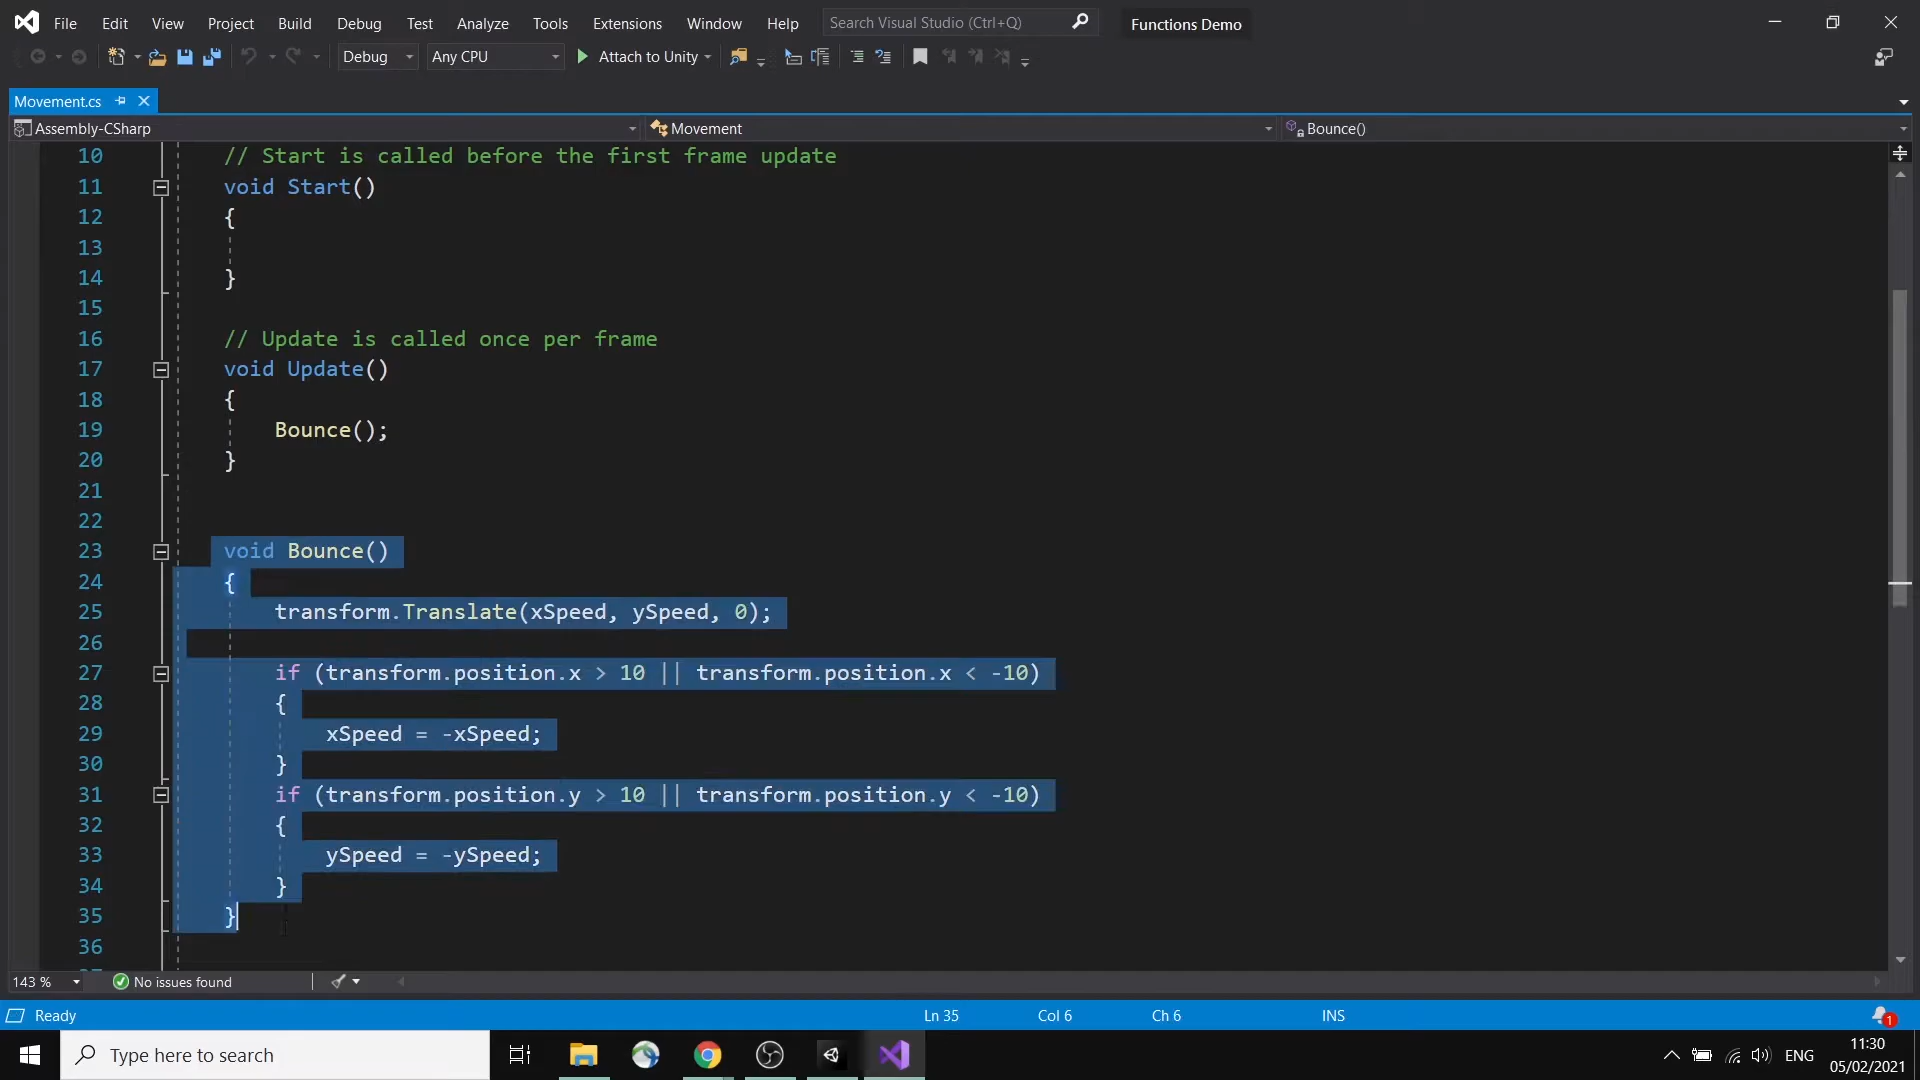 File Edit View Project Build Debug Test Analyze Tools Extensions Window Help Search Visual Studio (Ctrl+Q) Functions Demo
Debug Any CPU Attach to Unity
Movement.cs
Assembly-CSharp Movement Bounce()
10 // Start is called before the first frame update
11 void Start()
12 {
13
14 }
15
16 // Update is called once per frame
17 void Update()
18 {
19 Bounce();
20 }
21
22
23 void Bounce()
24 {
25 transform.Translate(xSpeed, ySpeed, 0);
26
27 if (transform.position.x > 10 || transform.position.x < -10)
28 {
29 xSpeed = -xSpeed;
30 }
31 if (transform.position.y > 10 || transform.position.y < -10)
32 {
33 ySpeed = -ySpeed;
34 }
35 }
36
143 % No issues found
Ready Ln 35 Col 6 Ch 6 INS 1
Type here to search ENG 11:30
05/02/2021